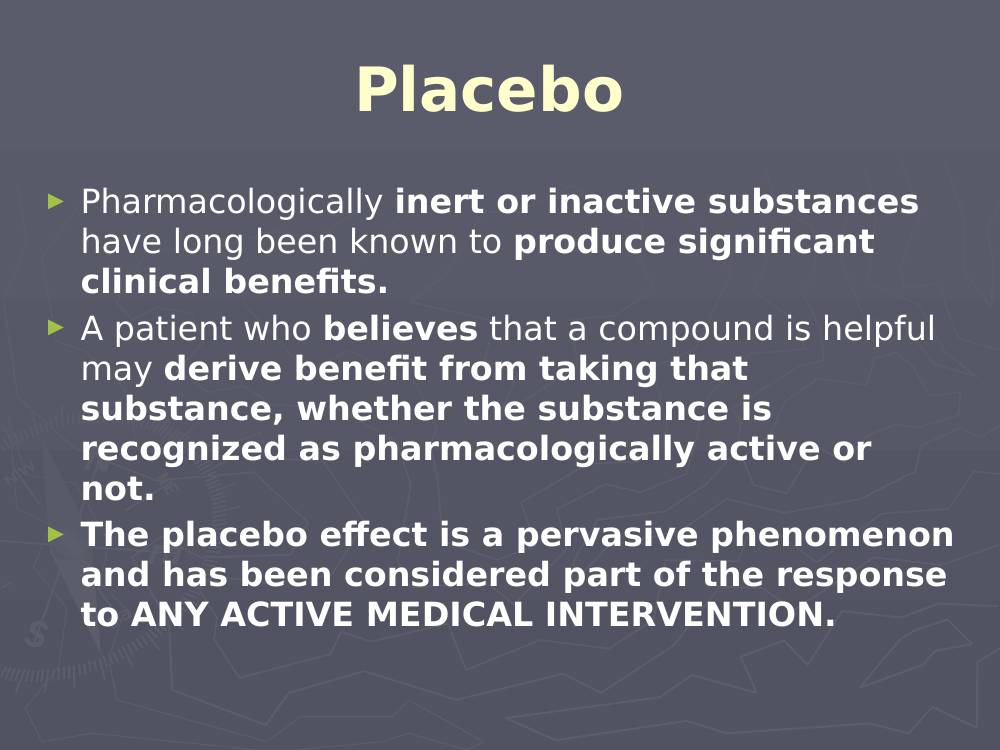 Placebo
Pharmacologically inert or inactive substances
have long been known to produce significant
clinical benefits.
A patient who believes that a compound is helpful
may derive benefit from taking that
substance, whether the substance is
recognized as pharmacologically active or
not.
The placebo effect is a pervasive phenomenon
and has been considered part of the response
to ANY ACTIVE MEDICAL INTERVENTION.
NW
S